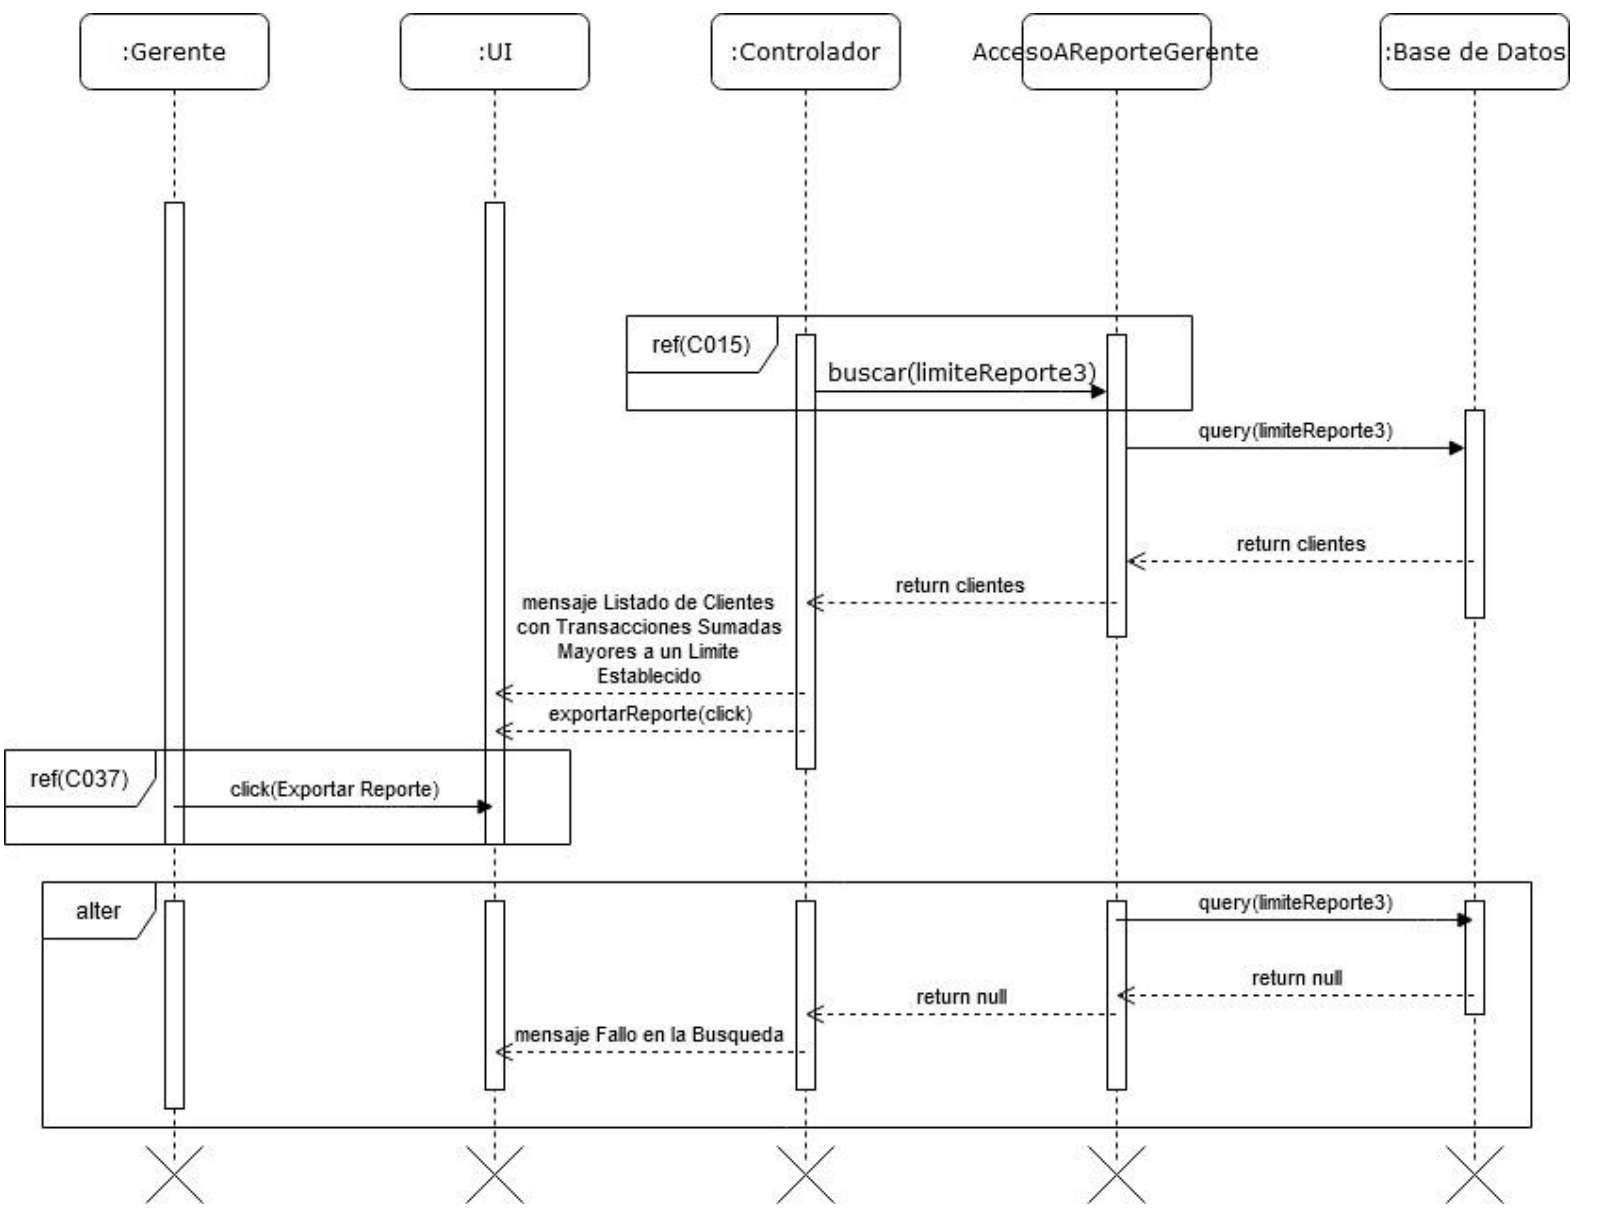 :Gerente
:UI
:Controlador
AccesoAReporteGerente
:Base de Datos
ref(C015)
buscar(limiteReporte3)
query(limiteReporte3)
return clientes
return clientes
mensaje Listado de Clientes
con Transacciones Sumadas
Mayores a un Limite
Establecido
exportarReporte(click)
ref(C037)
click(Exportar Reporte)
alter
query(limiteReporte3)
return null
return null
mensaje Fallo en la Busqueda